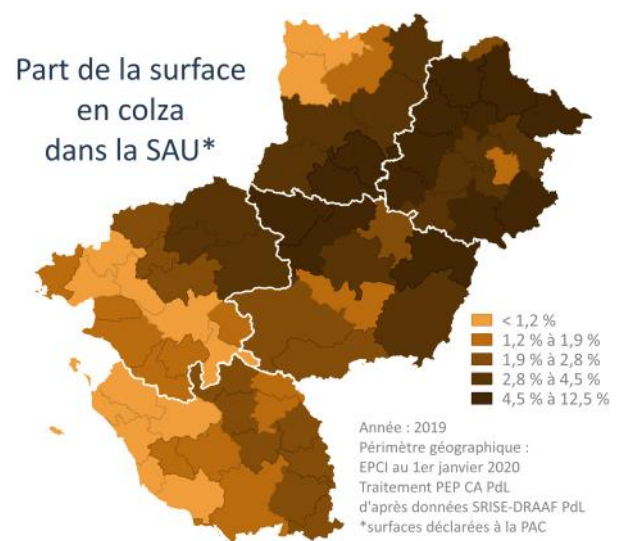 Part de la surface
en colza
dans la SAU*
< 1,2 %
1,2 % à 1,9 %
1,9 % à 2,8 %
2,8 % à 4,5 %
4,5 % à 12,5 %
Année : 2019
Périmètre géographique :
EPCI au 1er janvier 2020
Traitement PEP CA PdL
d'après données SRISE-DRAAF PdL
*surfaces déclarées à la PAC